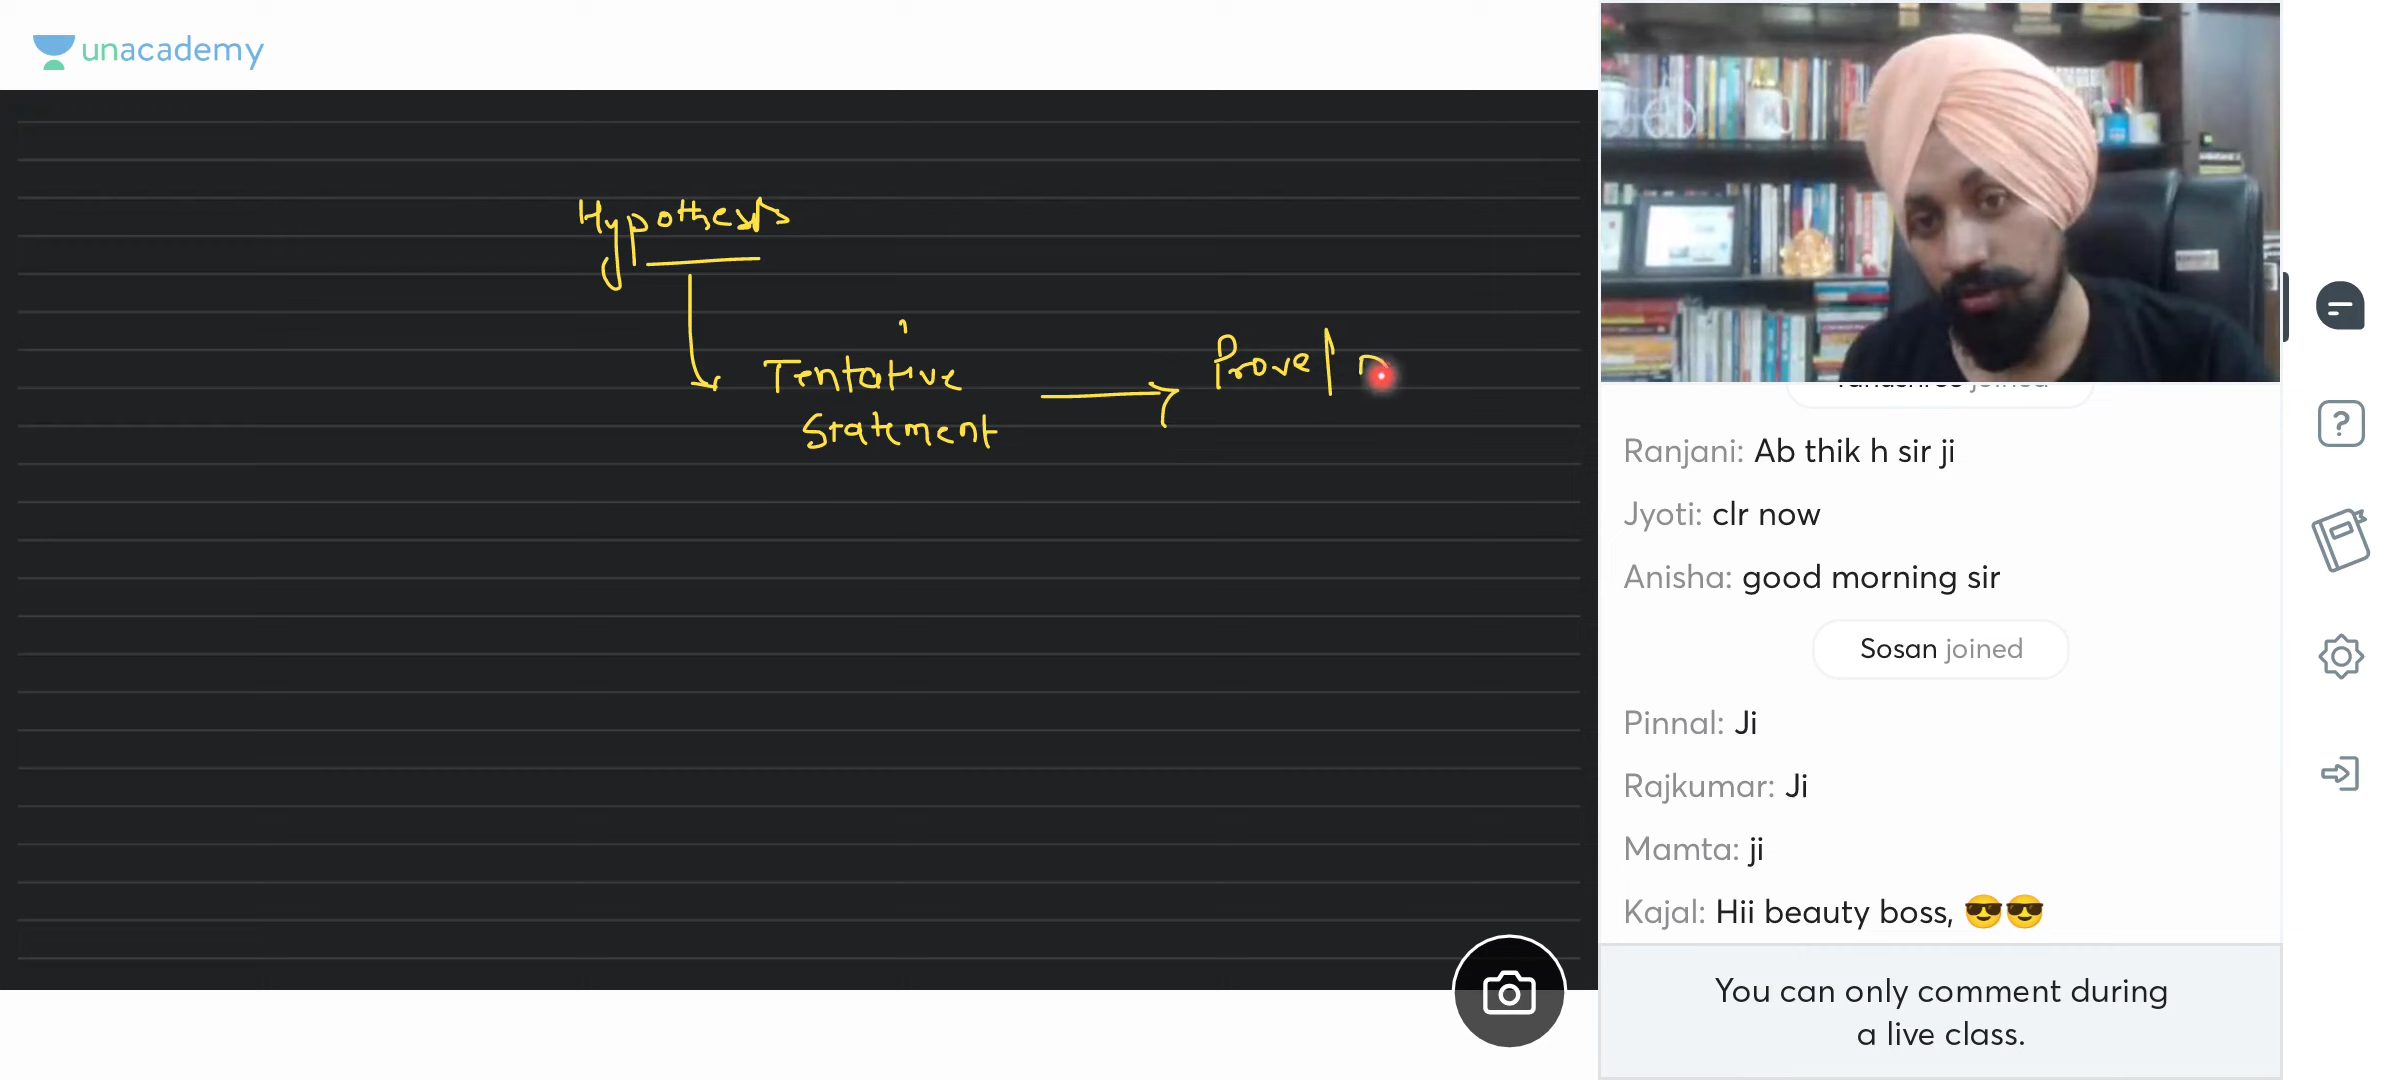 unacademy
Hypothesis
Tentative
Statement
Prove|
Ranjani: Ab thik h sir ji
Jyoti: clr now
Anisha: good morning sir
Sosan joined
Pinnal: Ji
Rajkumar: Ji
Mamta: ji
Kajal: Hii beauty boss, 😎😎
You can only comment during
a live class.